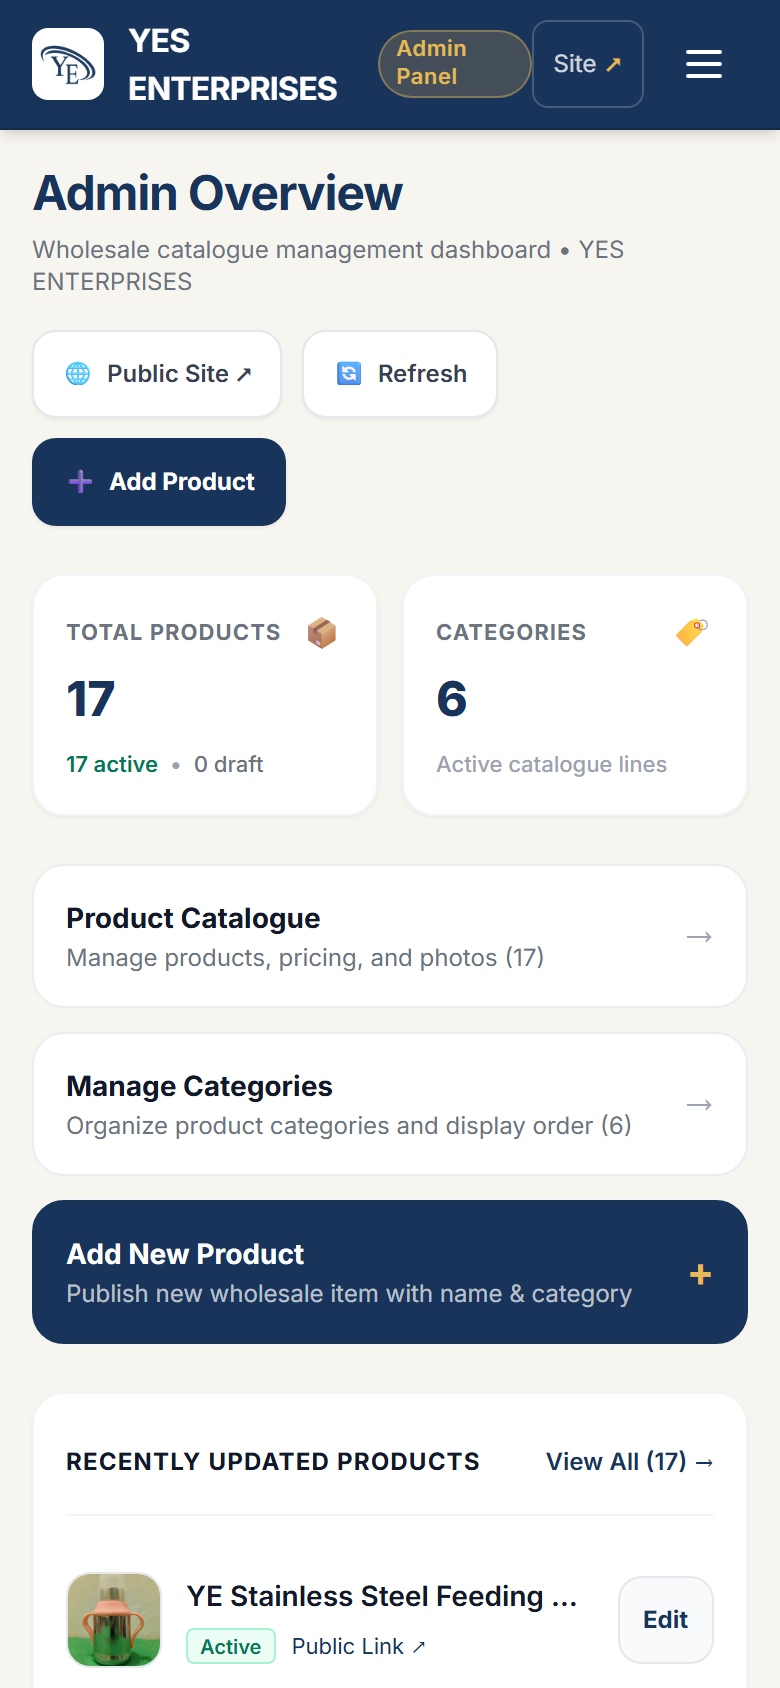 YE
YES
ENTERPRISES
Admin
Panel
Site ↗
Admin Overview
Wholesale catalogue management dashboard • YES
ENTERPRISES
Public Site ↗
Refresh
Add Product
TOTAL PRODUCTS
17
17 active • 0 draft
CATEGORIES
6
Active catalogue lines
Product Catalogue
Manage products, pricing, and photos (17)
→
Manage Categories
Organize product categories and display order (6)
→
Add New Product
Publish new wholesale item with name & category
+
RECENTLY UPDATED PRODUCTS
View All (17) →
YE Stainless Steel Feeding ...
Active
Public Link ↗
Edit